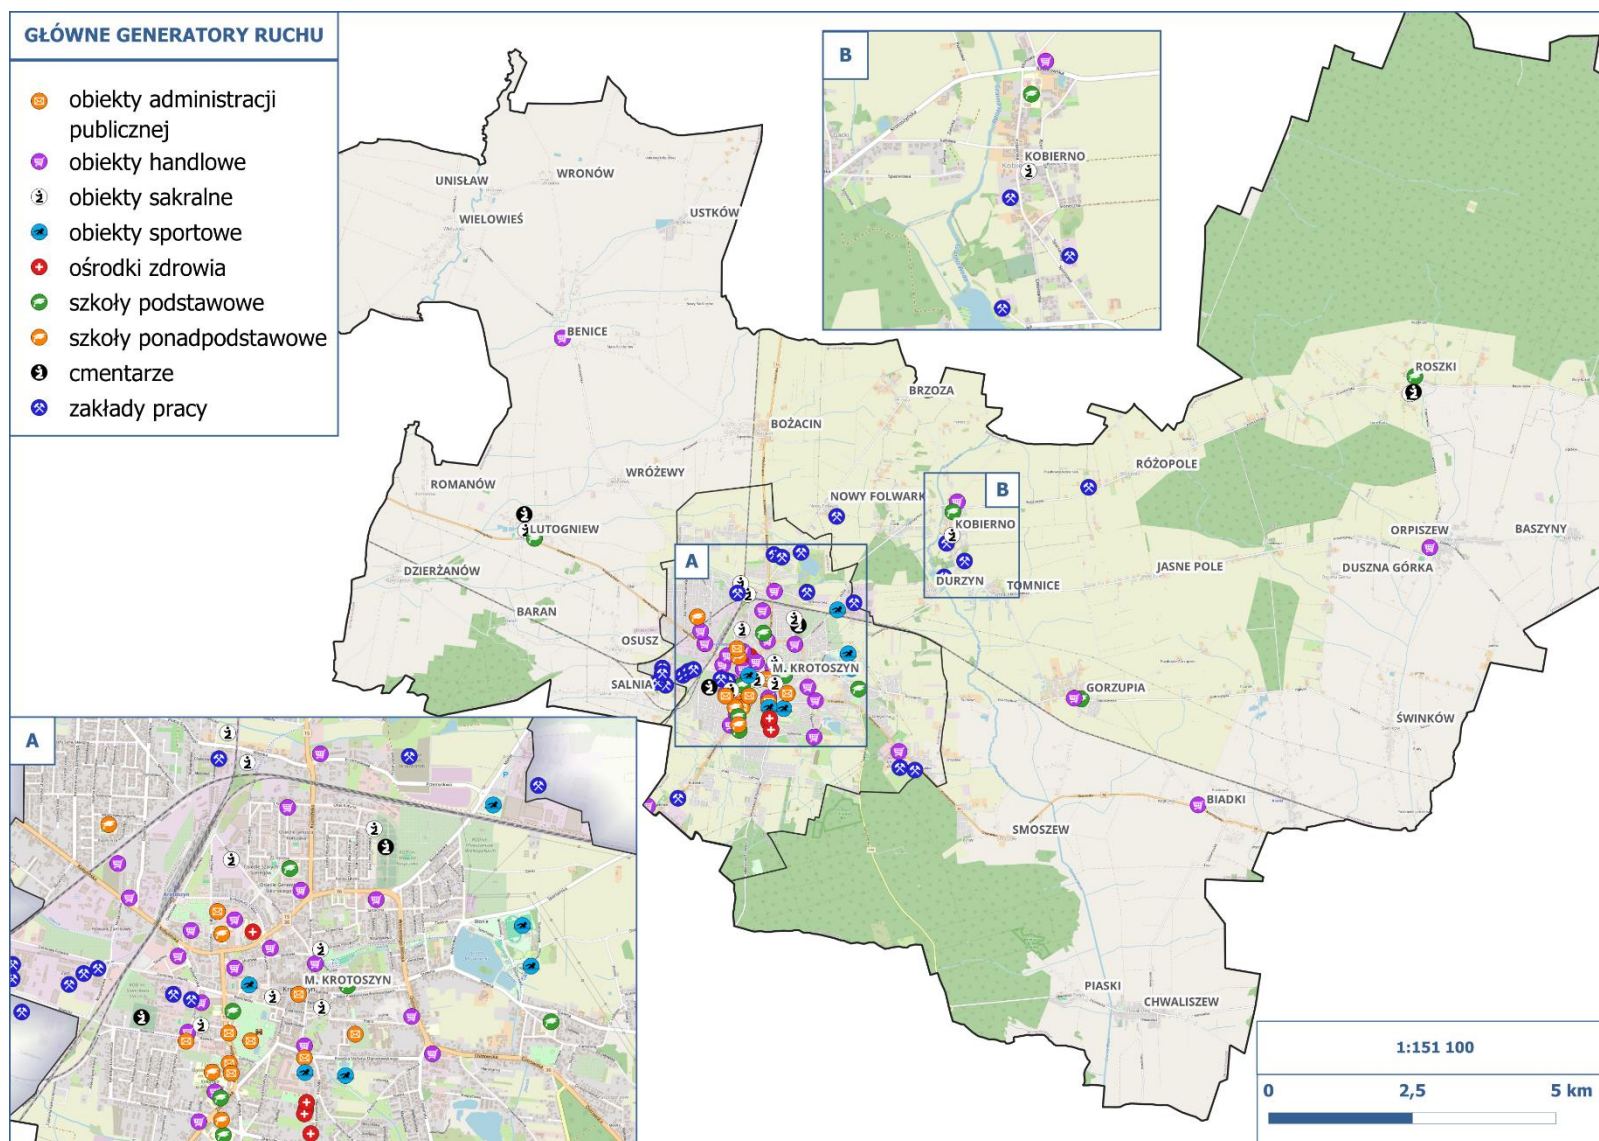 GŁÓWNE GENERATORY RUCHU
obiekty administracji
publicznej
obiekty handlowe
obiekty sakralne
obiekty sportowe
ośrodki zdrowia
szkoły podstawowe
szkoły ponadpodstawowe
cmentarze
zakłady pracy
B
KOBIERNO
WRONÓW
UNISŁAW
WIELOWIEŚ
USTKÓW
BENICE
BRZOZA
ROSZKI
BOŻACIN
WRÓŻEWY
RÓŻOPOLE
ROMANÓW
NOWY FOLWARK
B
KOBIERNO
LUTOGNIEW
ORPISZEW
BASZYNY
A
DZIERŻANÓW
DURZYN
TOMNICE
JASNE POLE
DUSZNA GÓRKA
BARAN
OSUSZ
M. KROTOSZYN
SALNIA
GORZUPIA
ŚWINKÓW
A
BIADKI
SMOSZEW
M. KROTOSZYN
PIASKI
CHWALISZEW
1:151 100
0 2,5 5 km